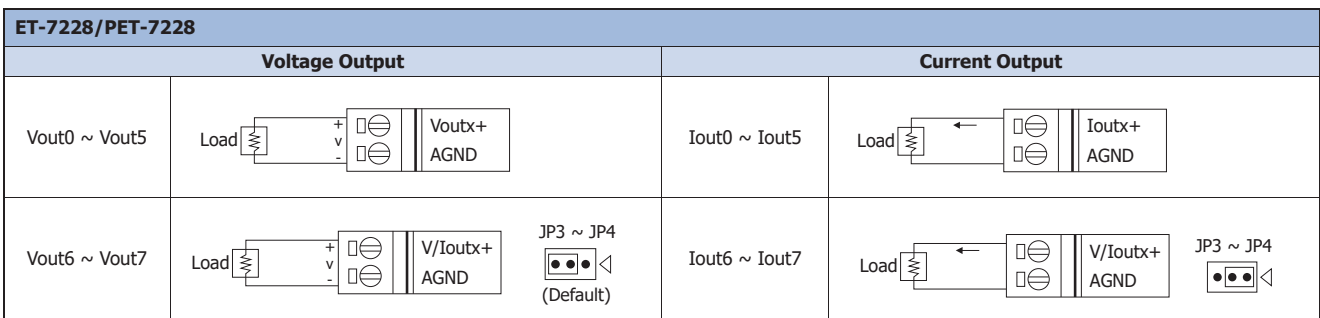 ET-7228/PET-7228
Voltage Output
Current Output
Vout0 ~ Vout5
Load
+
v
-
Voutx+
AGND
Iout0 ~ Iout5
Load
Ioutx+
AGND
Vout6 ~ Vout7
Load
+
v
-
V/Ioutx+
AGND
JP3 ~ JP4
(Default)
Iout6 ~ Iout7
Load
V/Ioutx+
AGND
JP3 ~ JP4